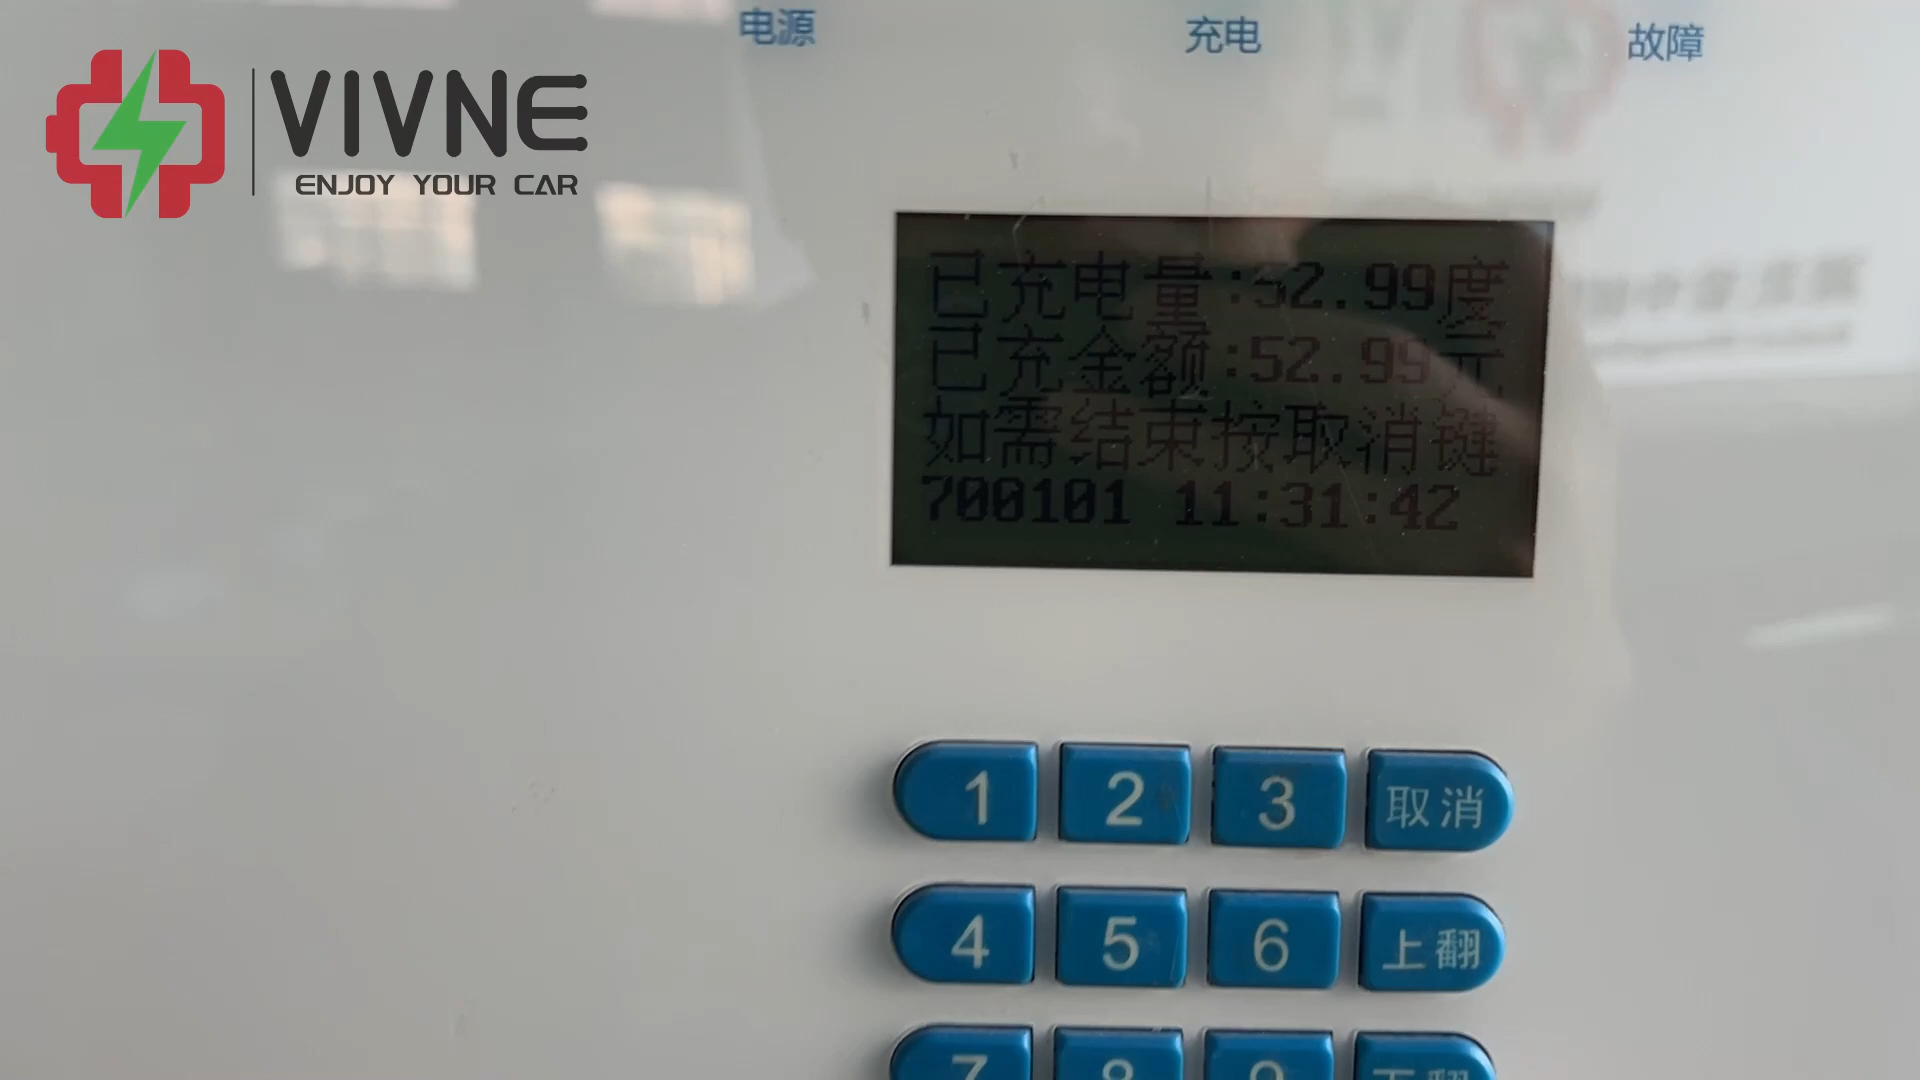 电源
充电
故障
VIVNE
ENJOY YOUR CAR
已充电量:52.99度
已充金额:52.99元
如需结束按取消键
700101 11:31:42
1 2 3 取消
4 5 6 上翻
7 8 9 下翻